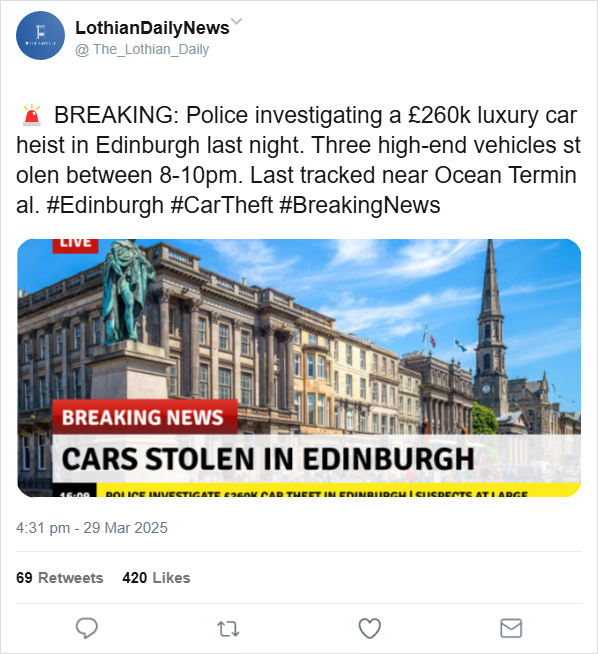 LothianDailyNews
@ The_Lothian_Daily
🚨 BREAKING: Police investigating a £260k luxury car
heist in Edinburgh last night. Three high-end vehicles st
olen between 8-10pm. Last tracked near Ocean Termin
al. #Edinburgh #CarTheft #BreakingNews
LIVE
BREAKING NEWS
CARS STOLEN IN EDINBURGH
16:09 POLICE INVESTIGATE £260K CAR THEFT IN EDINBURGH | SUSPECTS AT LARGE
4:31 pm - 29 Mar 2025
69 Retweets 420 Likes